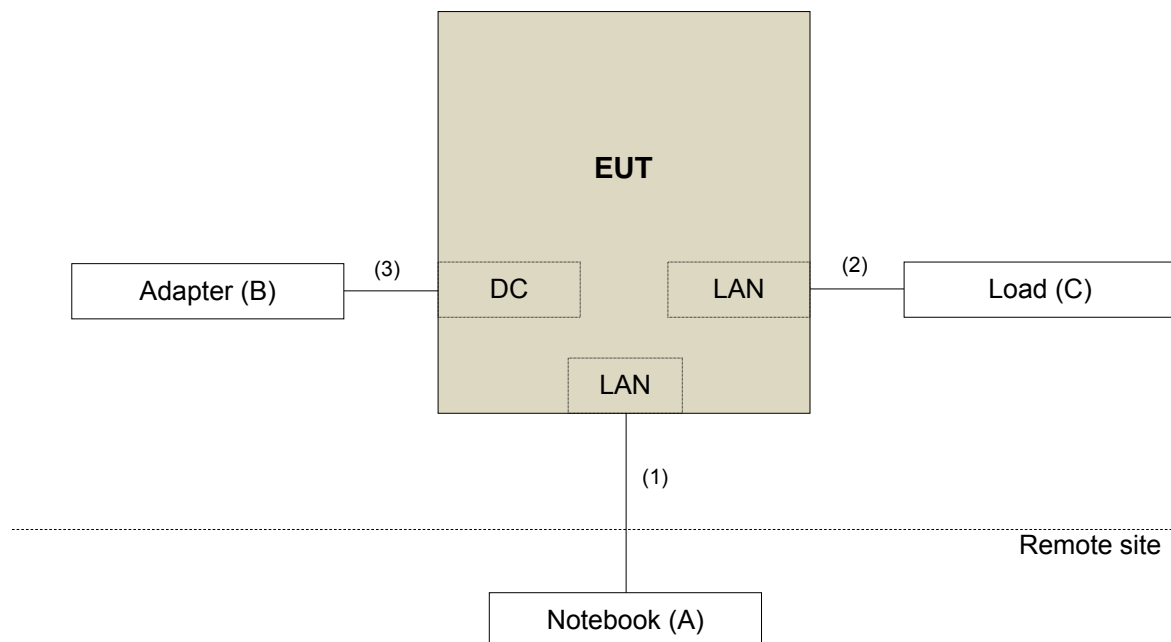 EUT
(3)
(2)
Adapter (B)
DC
LAN
Load (C)
LAN
(1)
Remote site
Notebook (A)